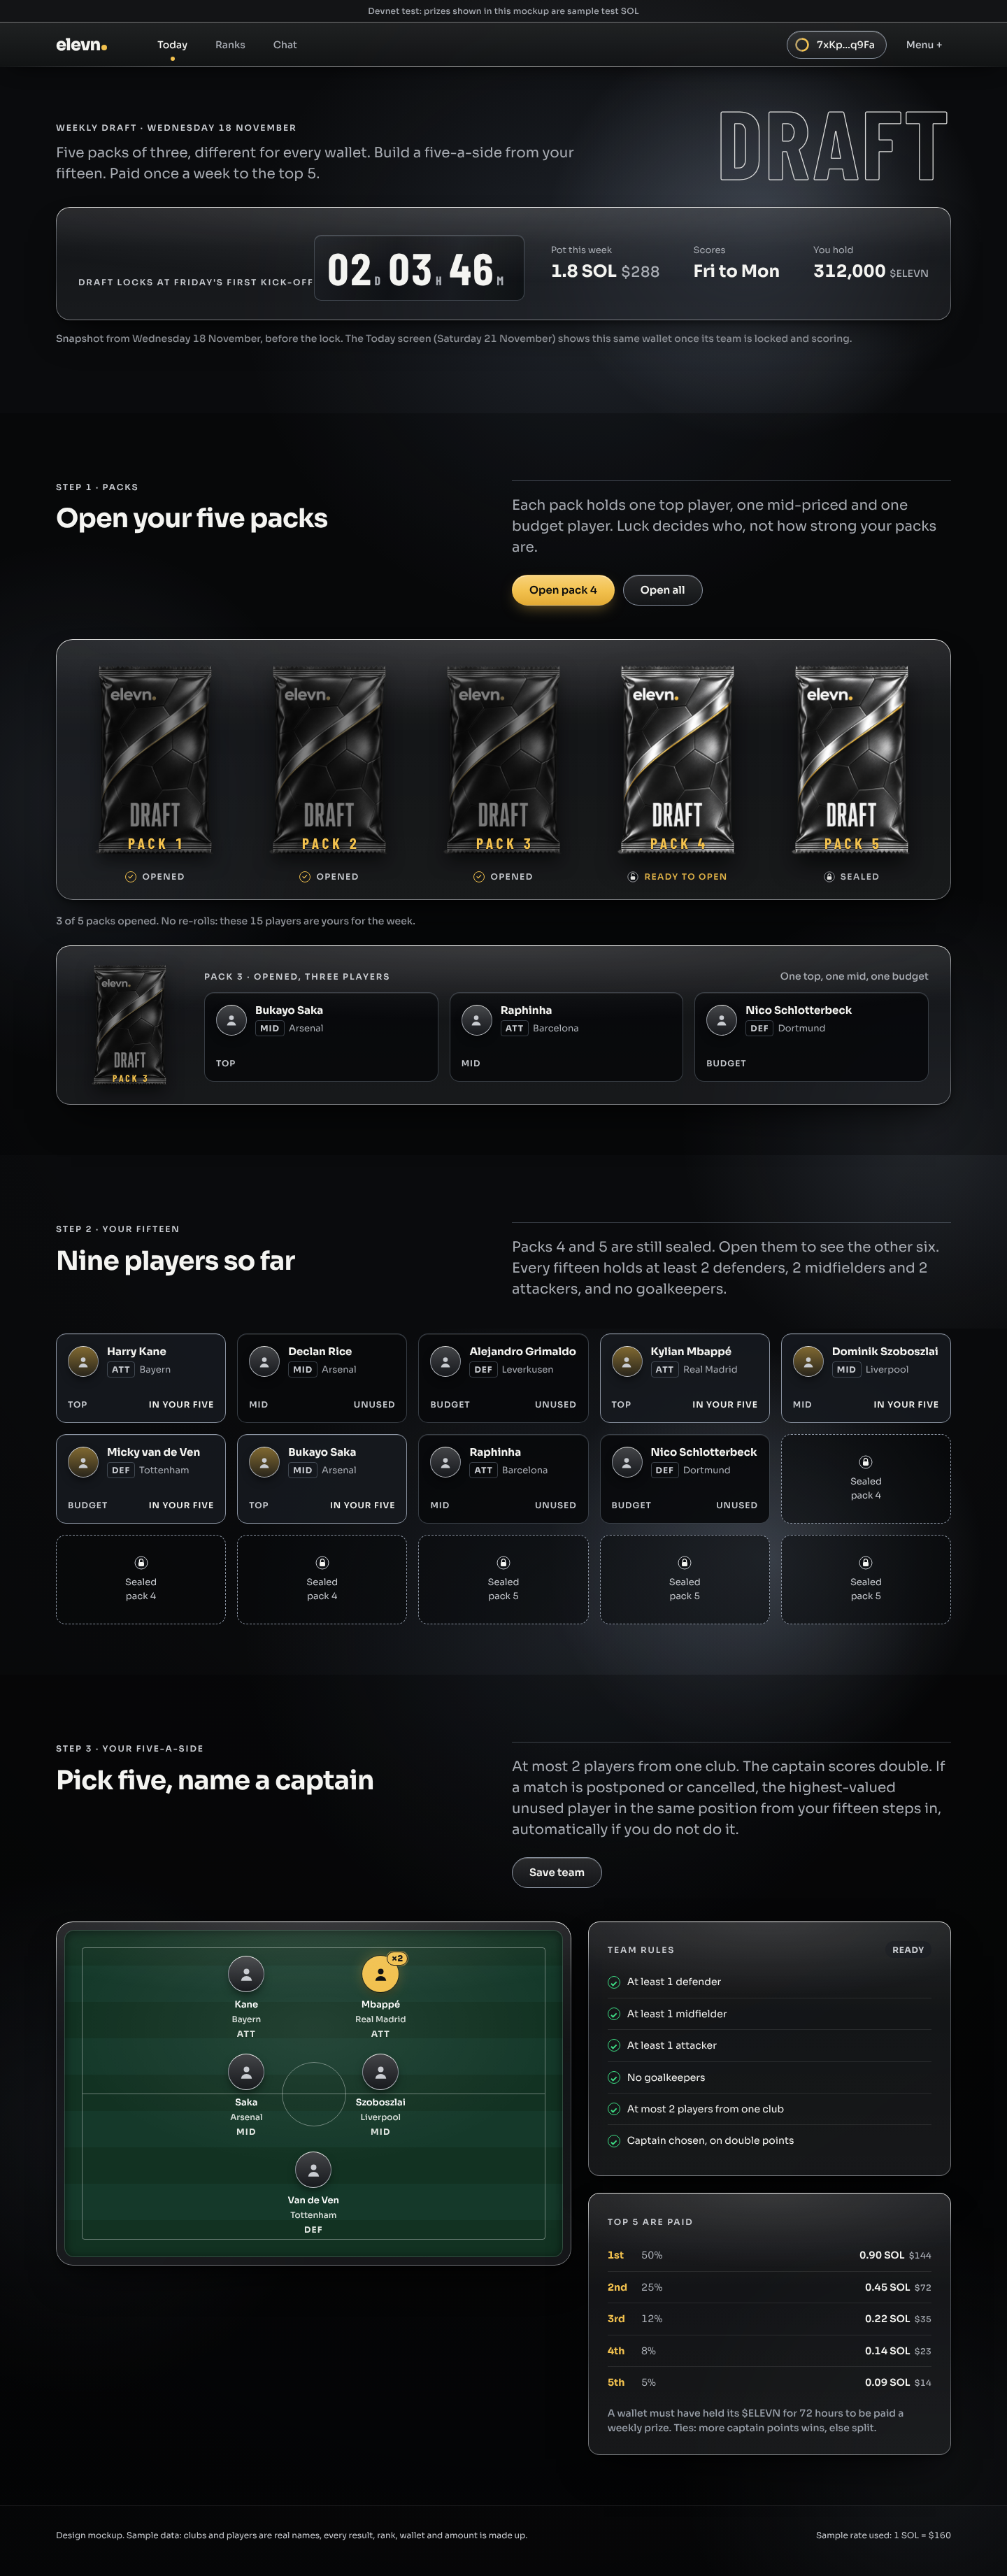 Devnet test: prizes shown in this mockup are sample test SOL
elevn.
Today
Ranks
Chat
7xKp...q9Fa
Menu +
WEEKLY DRAFT · WEDNESDAY 18 NOVEMBER
Five packs of three, different for every wallet. Build a five-a-side from your
fifteen. Paid once a week to the top 5.
DRAFT
DRAFT LOCKS AT FRIDAY'S FIRST KICK-OFF
02 D 03 H 46 M
Pot this week
1.8 SOL $288
Scores
Fri to Mon
You hold
312,000 $ELEVN
Snapshot from Wednesday 18 November, before the lock. The Today screen (Saturday 21 November) shows this same wallet once its team is locked and scoring.
STEP 1 · PACKS
Open your five packs
Each pack holds one top player, one mid-priced and one
budget player. Luck decides who, not how strong your packs
are.
Open pack 4
Open all
elevn.
DRAFT
PACK 1
OPENED
elevn.
DRAFT
PACK 2
OPENED
elevn.
DRAFT
PACK 3
OPENED
elevn.
DRAFT
PACK 4
READY TO OPEN
elevn.
DRAFT
PACK 5
SEALED
3 of 5 packs opened. No re-rolls: these 15 players are yours for the week.
elevn.
DRAFT
PACK 3
PACK 3 · OPENED, THREE PLAYERS
One top, one mid, one budget
Bukayo Saka
MID Arsenal
TOP
Raphinha
ATT Barcelona
MID
Nico Schlotterbeck
DEF Dortmund
BUDGET
STEP 2 · YOUR FIFTEEN
Nine players so far
Packs 4 and 5 are still sealed. Open them to see the other six.
Every fifteen holds at least 2 defenders, 2 midfielders and 2
attackers, and no goalkeepers.
Harry Kane
ATT Bayern
TOP IN YOUR FIVE
Declan Rice
MID Arsenal
MID UNUSED
Alejandro Grimaldo
DEF Leverkusen
BUDGET UNUSED
Kylian Mbappé
ATT Real Madrid
TOP IN YOUR FIVE
Dominik Szoboszlai
MID Liverpool
MID IN YOUR FIVE
Micky van de Ven
DEF Tottenham
BUDGET IN YOUR FIVE
Bukayo Saka
MID Arsenal
TOP IN YOUR FIVE
Raphinha
ATT Barcelona
MID UNUSED
Nico Schlotterbeck
DEF Dortmund
BUDGET UNUSED
Sealed
pack 4
Sealed
pack 4
Sealed
pack 4
Sealed
pack 5
Sealed
pack 5
Sealed
pack 5
STEP 3 · YOUR FIVE-A-SIDE
Pick five, name a captain
At most 2 players from one club. The captain scores double. If
a match is postponed or cancelled, the highest-valued
unused player in the same position from your fifteen steps in,
automatically if you do not do it.
Save team
Kane
Bayern
ATT
×2
Mbappé
Real Madrid
ATT
Saka
Arsenal
MID
Szoboszlai
Liverpool
MID
Van de Ven
Tottenham
DEF
TEAM RULES
READY
At least 1 defender
At least 1 midfielder
At least 1 attacker
No goalkeepers
At most 2 players from one club
Captain chosen, on double points
TOP 5 ARE PAID
1st 50% 0.90 SOL $144
2nd 25% 0.45 SOL $72
3rd 12% 0.22 SOL $35
4th 8% 0.14 SOL $23
5th 5% 0.09 SOL $14
A wallet must have held its $ELEVN for 72 hours to be paid a
weekly prize. Ties: more captain points wins, else split.
Design mockup. Sample data: clubs and players are real names, every result, rank, wallet and amount is made up.
Sample rate used: 1 SOL = $160